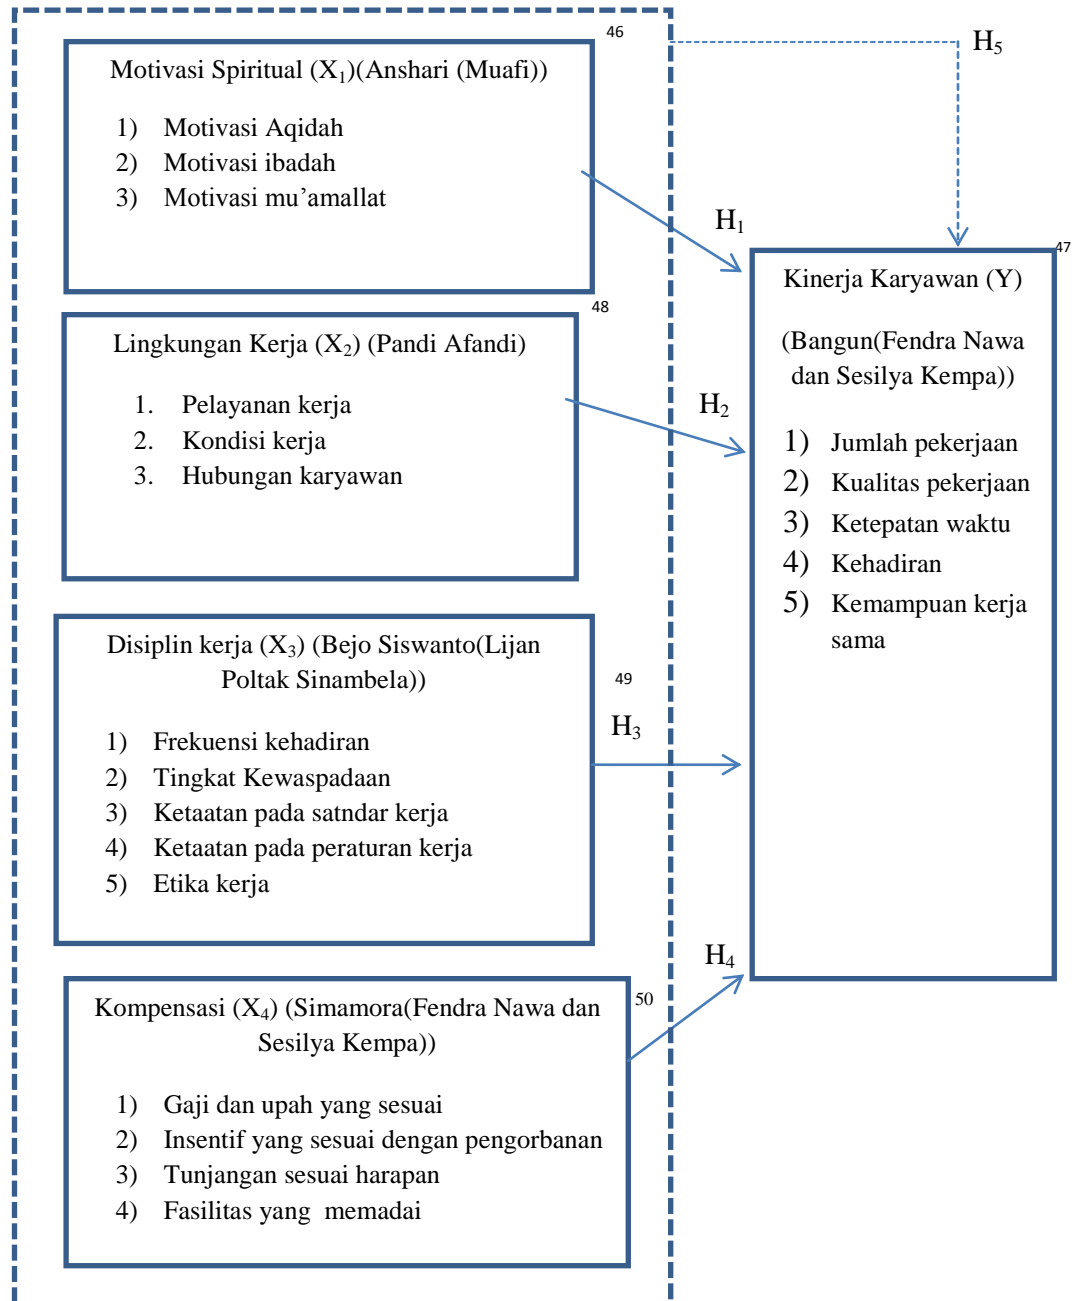 46
Motivasi Spiritual (X₁)(Anshari (Muafi))
1) Motivasi Aqidah
2) Motivasi ibadah
3) Motivasi mu’amallat
H₅
H₁
48
Lingkungan Kerja (X₂) (Pandi Afandi)
1. Pelayanan kerja
2. Kondisi kerja
3. Hubungan karyawan
H₂
47
Kinerja Karyawan (Y)
(Bangun(Fendra Nawa
dan Sesilya Kempa))
1) Jumlah pekerjaan
2) Kualitas pekerjaan
3) Ketepatan waktu
4) Kehadiran
5) Kemampuan kerja
sama
Disiplin kerja (X₃) (Bejo Siswanto(Lijan
Poltak Sinambela))
1) Frekuensi kehadiran
2) Tingkat Kewaspadaan
3) Ketaatan pada satndar kerja
4) Ketaatan pada peraturan kerja
5) Etika kerja
49
H₃
H₄
50
Kompensasi (X₄) (Simamora(Fendra Nawa dan
Sesilya Kempa))
1) Gaji dan upah yang sesuai
2) Insentif yang sesuai dengan pengorbanan
3) Tunjangan sesuai harapan
4) Fasilitas yang  memadai